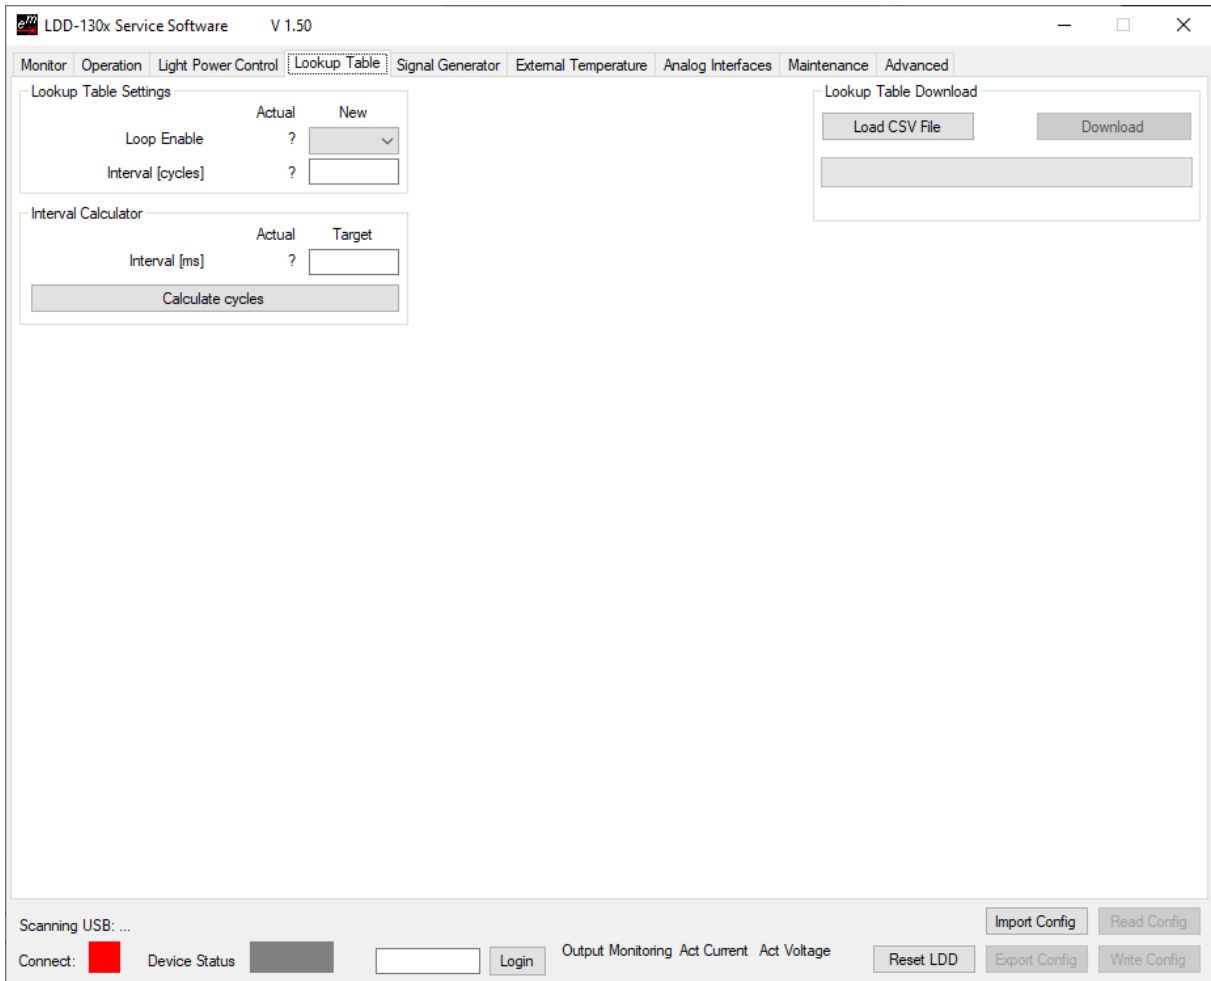 em LDD-130x Service Software V 1.50
Monitor Operation Light Power Control Lookup Table Signal Generator External Temperature Analog Interfaces Maintenance Advanced
Lookup Table Settings
Actual New
Loop Enable ?
Interval [cycles] ?
Interval Calculator
Actual Target
Interval [ms] ?
Calculate cycles
Lookup Table Download
Load CSV File Download
Scanning USB: ...
Connect: Device Status Login Output Monitoring Act Current Act Voltage
Import Config Read Config
Reset LDD Export Config Write Config